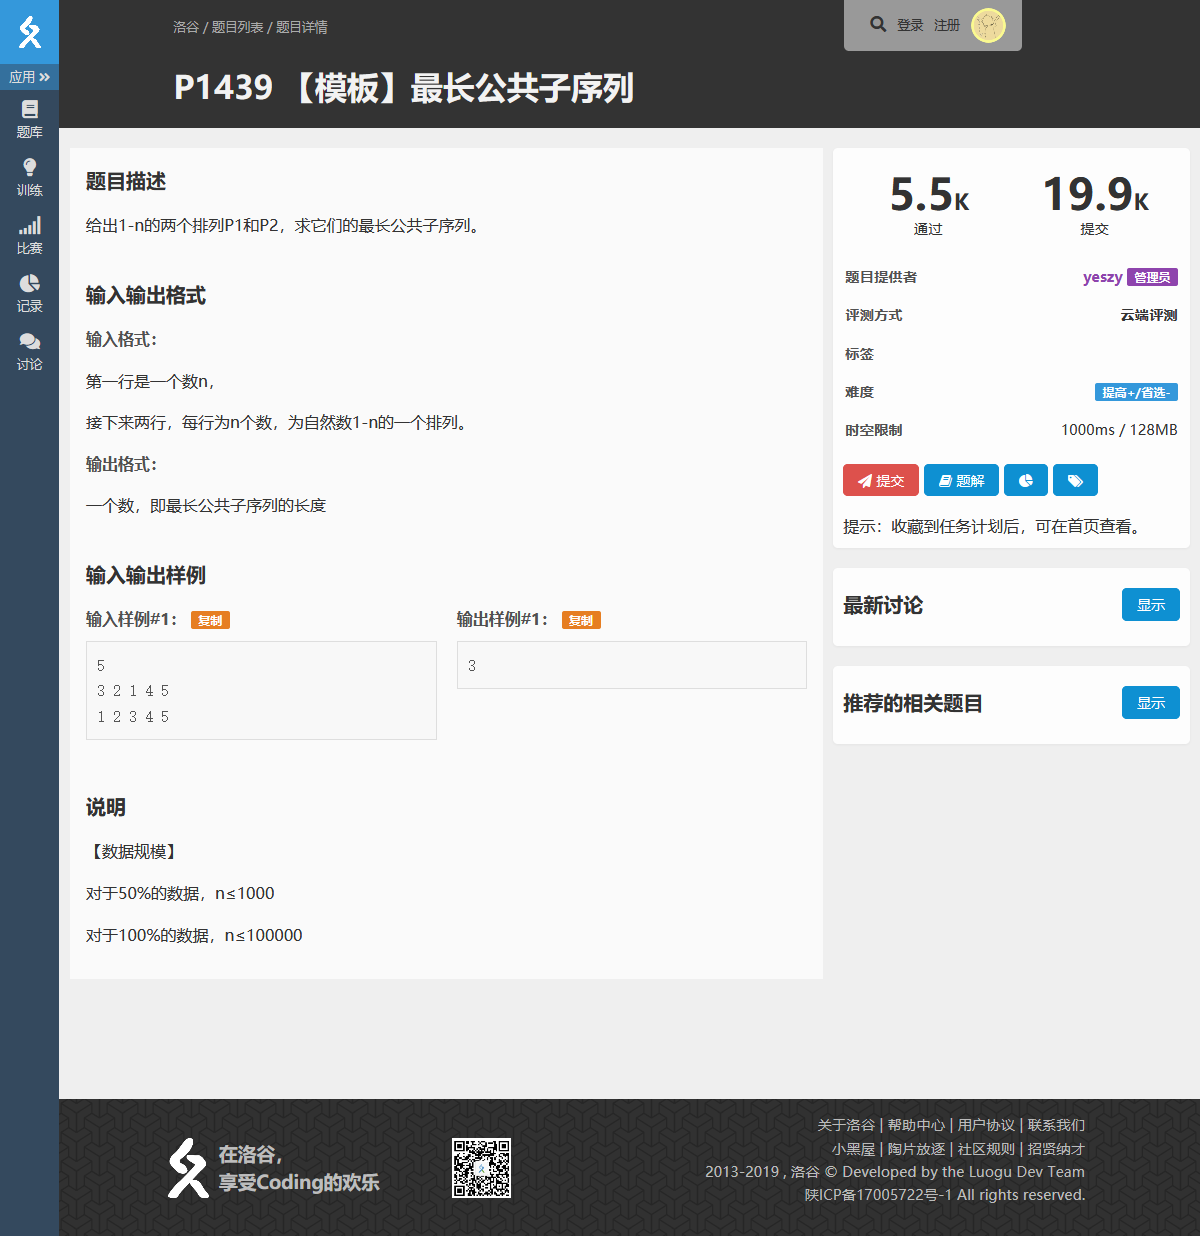 应用
题库
训练
比赛
记录
讨论
洛谷 / 题目列表 / 题目详情
登录 注册
P1439 【模板】最长公共子序列
题目描述
给出1-n的两个排列P1和P2，求它们的最长公共子序列。
输入输出格式
输入格式：
第一行是一个数n，
接下来两行，每行为n个数，为自然数1-n的一个排列。
输出格式：
一个数，即最长公共子序列的长度
输入输出样例
输入样例#1： 复制
5
3 2 1 4 5
1 2 3 4 5
输出样例#1： 复制
3
说明
【数据规模】
对于50%的数据，n≤1000
对于100%的数据，n≤100000
5.5K
通过
19.9K
提交
题目提供者 yeszy 管理员
评测方式 云端评测
标签
难度 提高+/省选-
时空限制 1000ms / 128MB
提交 题解
提示：收藏到任务计划后，可在首页查看。
最新讨论 显示
推荐的相关题目 显示
在洛谷，
享受Coding的欢乐
关于洛谷 | 帮助中心 | 用户协议 | 联系我们
小黑屋 | 陶片放逐 | 社区规则 | 招贤纳才
2013-2019 , 洛谷 © Developed by the Luogu Dev Team
陕ICP备17005722号-1 All rights reserved.